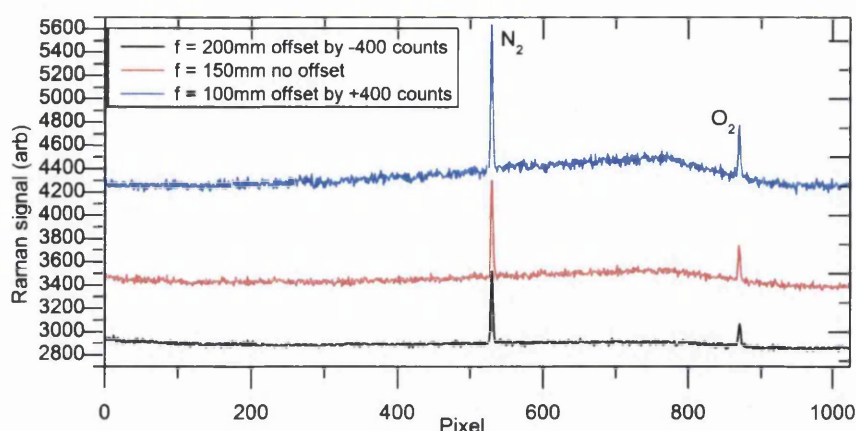 5600
5400
5200
5000
4800
4600
4400
4200
4000
3800
3600
3400
3200
3000
2800
Raman signal (arb)
f = 200mm offset by -400 counts
f = 150mm no offset
f = 100mm offset by +400 counts
N2
O2
0 200 400 600 800 1000
Pixel